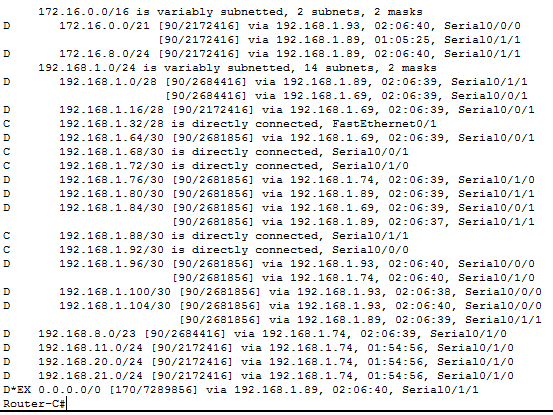 172.16.0.0/16 is variably subnetted, 2 subnets, 2 masks
D 172.16.0.0/21 [90/2172416] via 192.168.1.93, 02:06:40, Serial0/0/0
[90/2172416] via 192.168.1.89, 01:05:25, Serial0/1/1
D 172.16.8.0/24 [90/2172416] via 192.168.1.89, 02:06:40, Serial0/1/1
192.168.1.0/24 is variably subnetted, 14 subnets, 2 masks
D 192.168.1.0/28 [90/2684416] via 192.168.1.89, 02:06:39, Serial0/1/1
[90/2684416] via 192.168.1.69, 02:06:39, Serial0/0/1
D 192.168.1.16/28 [90/2172416] via 192.168.1.69, 02:06:39, Serial0/0/1
C 192.168.1.32/28 is directly connected, FastEthernet0/1
D 192.168.1.64/30 [90/2681856] via 192.168.1.69, 02:06:39, Serial0/0/1
C 192.168.1.68/30 is directly connected, Serial0/0/1
C 192.168.1.72/30 is directly connected, Serial0/1/0
D 192.168.1.76/30 [90/2681856] via 192.168.1.74, 02:06:39, Serial0/1/0
D 192.168.1.80/30 [90/2681856] via 192.168.1.89, 02:06:39, Serial0/1/1
D 192.168.1.84/30 [90/2681856] via 192.168.1.69, 02:06:39, Serial0/0/1
[90/2681856] via 192.168.1.89, 02:06:37, Serial0/1/1
C 192.168.1.88/30 is directly connected, Serial0/1/1
C 192.168.1.92/30 is directly connected, Serial0/0/0
D 192.168.1.96/30 [90/2681856] via 192.168.1.93, 02:06:40, Serial0/0/0
[90/2681856] via 192.168.1.74, 02:06:40, Serial0/1/0
D 192.168.1.100/30 [90/2681856] via 192.168.1.93, 02:06:38, Serial0/0/0
D 192.168.1.104/30 [90/2681856] via 192.168.1.93, 02:06:40, Serial0/0/0
[90/2681856] via 192.168.1.89, 02:06:39, Serial0/1/1
D 192.168.8.0/23 [90/2684416] via 192.168.1.74, 02:06:39, Serial0/1/0
D 192.168.11.0/24 [90/2172416] via 192.168.1.74, 01:54:56, Serial0/1/0
D 192.168.20.0/24 [90/2172416] via 192.168.1.74, 01:54:56, Serial0/1/0
D 192.168.21.0/24 [90/2172416] via 192.168.1.74, 01:54:56, Serial0/1/0
D*EX 0.0.0.0/0 [170/7289856] via 192.168.1.89, 02:06:40, Serial0/1/1
Router-C#